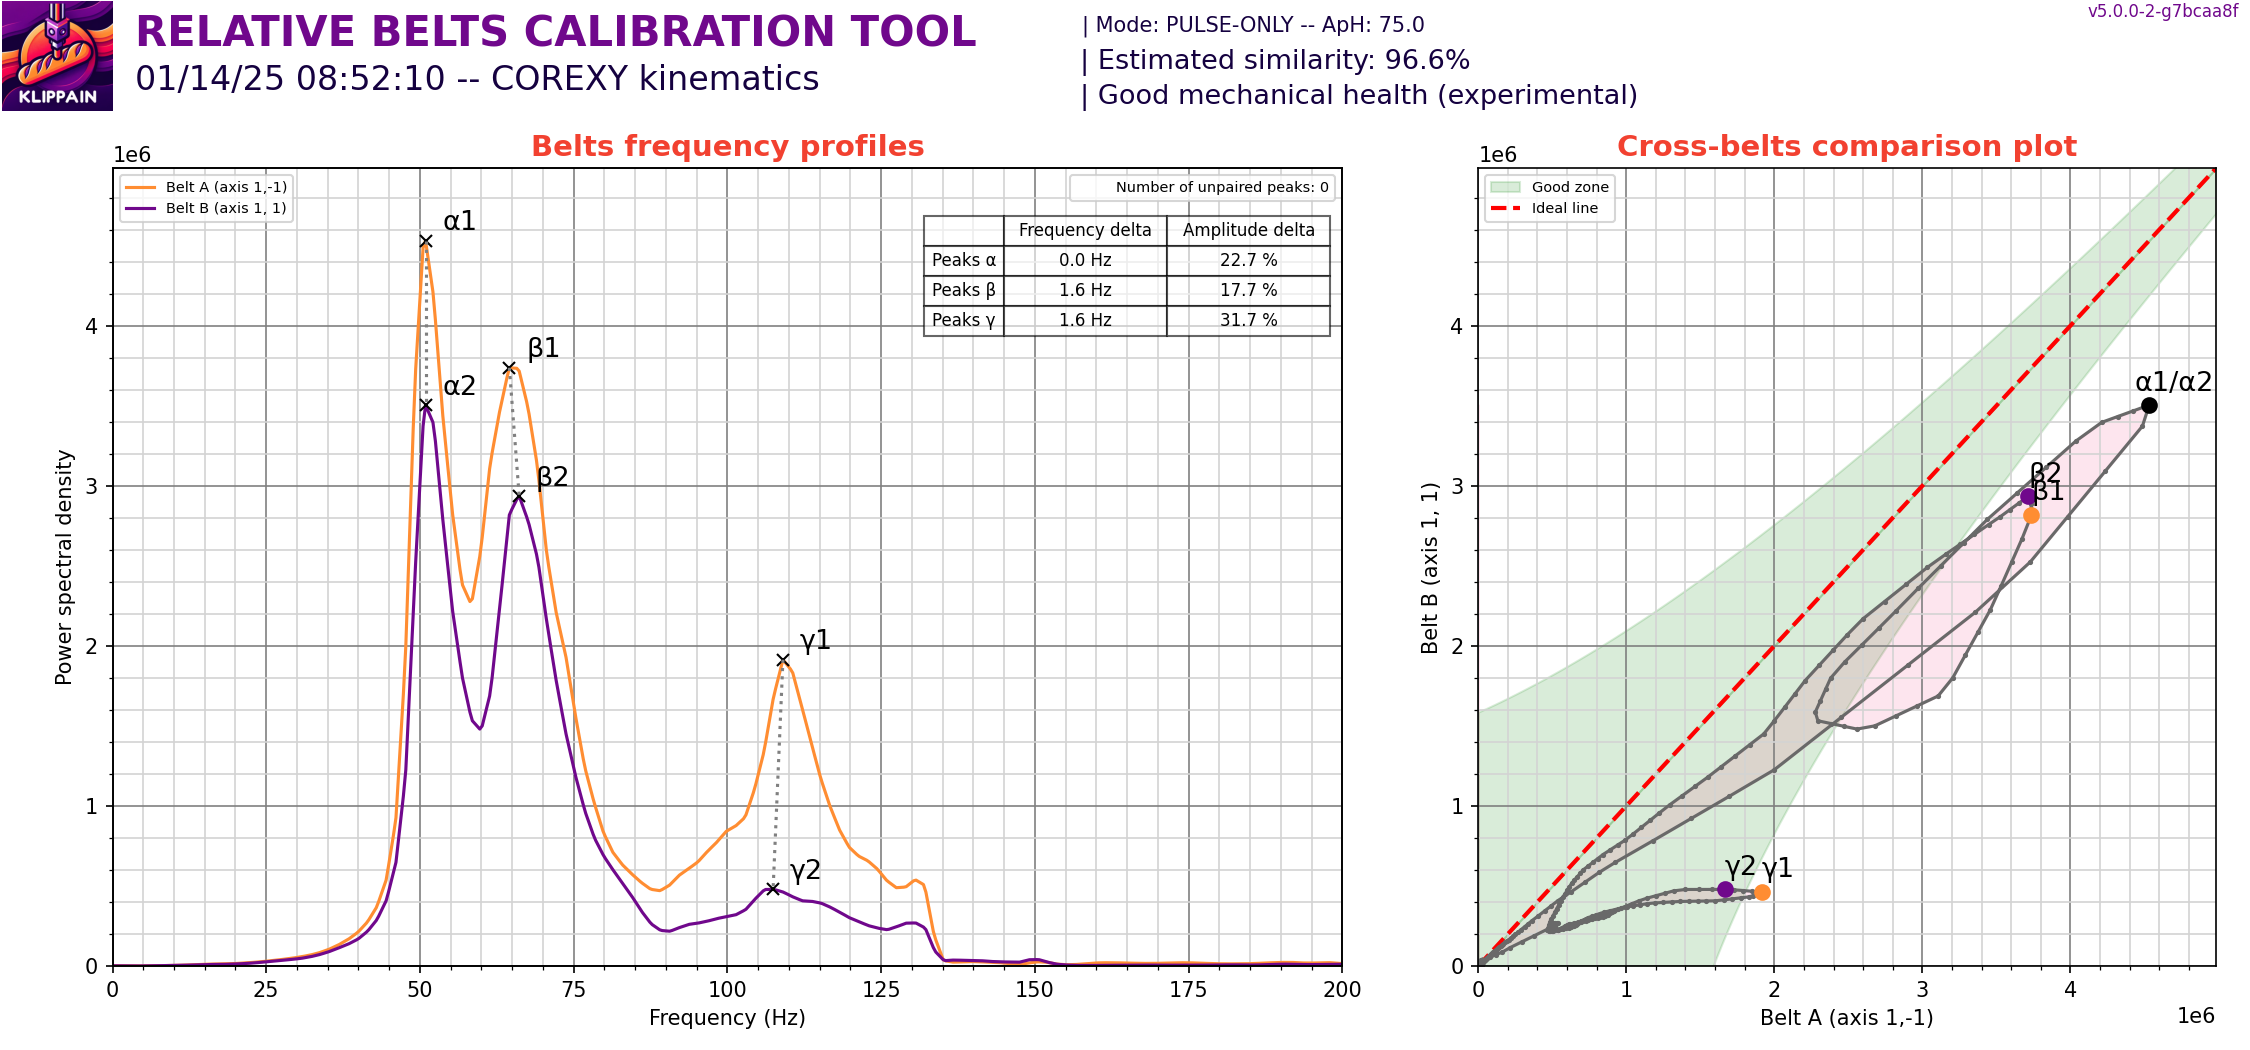 KLIPPAIN
RELATIVE BELTS CALIBRATION TOOL
01/14/25 08:52:10 -- COREXY kinematics
| Mode: PULSE-ONLY -- ApH: 75.0
| Estimated similarity: 96.6%
| Good mechanical health (experimental)
v5.0.0-2-g7bcaa8f
Belts frequency profiles
1e6
Belt A (axis 1,-1)
Belt B (axis 1, 1)
Number of unpaired peaks: 0
Frequency delta Amplitude delta
Peaks α 0.0 Hz 22.7 %
Peaks β 1.6 Hz 17.7 %
Peaks γ 1.6 Hz 31.7 %
α1
α2
β1
β2
γ1
γ2
4
3
2
1
0
Power spectral density
0 25 50 75 100 125 150 175 200
Frequency (Hz)
Cross-belts comparison plot
1e6
Good zone
Ideal line
α1/α2
β2
β1
γ2 γ1
4
3
2
1
0
Belt B (axis 1, 1)
0 1 2 3 4
Belt A (axis 1,-1)
1e6